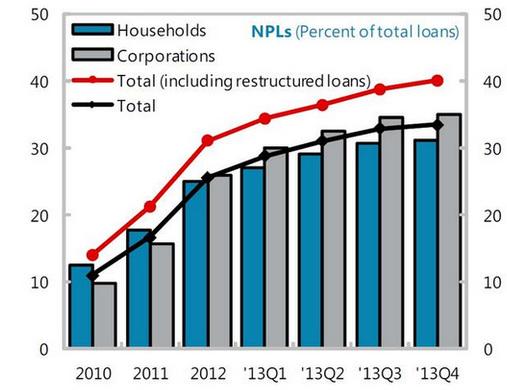 50
50
NPLs (Percent of total loans)
Households
Corporations
Total (including restructured loans)
Total
40
40
30
30
20
20
10
10
0
0
2010 2011 2012 '13Q1 '13Q2 '13Q3 '13Q4